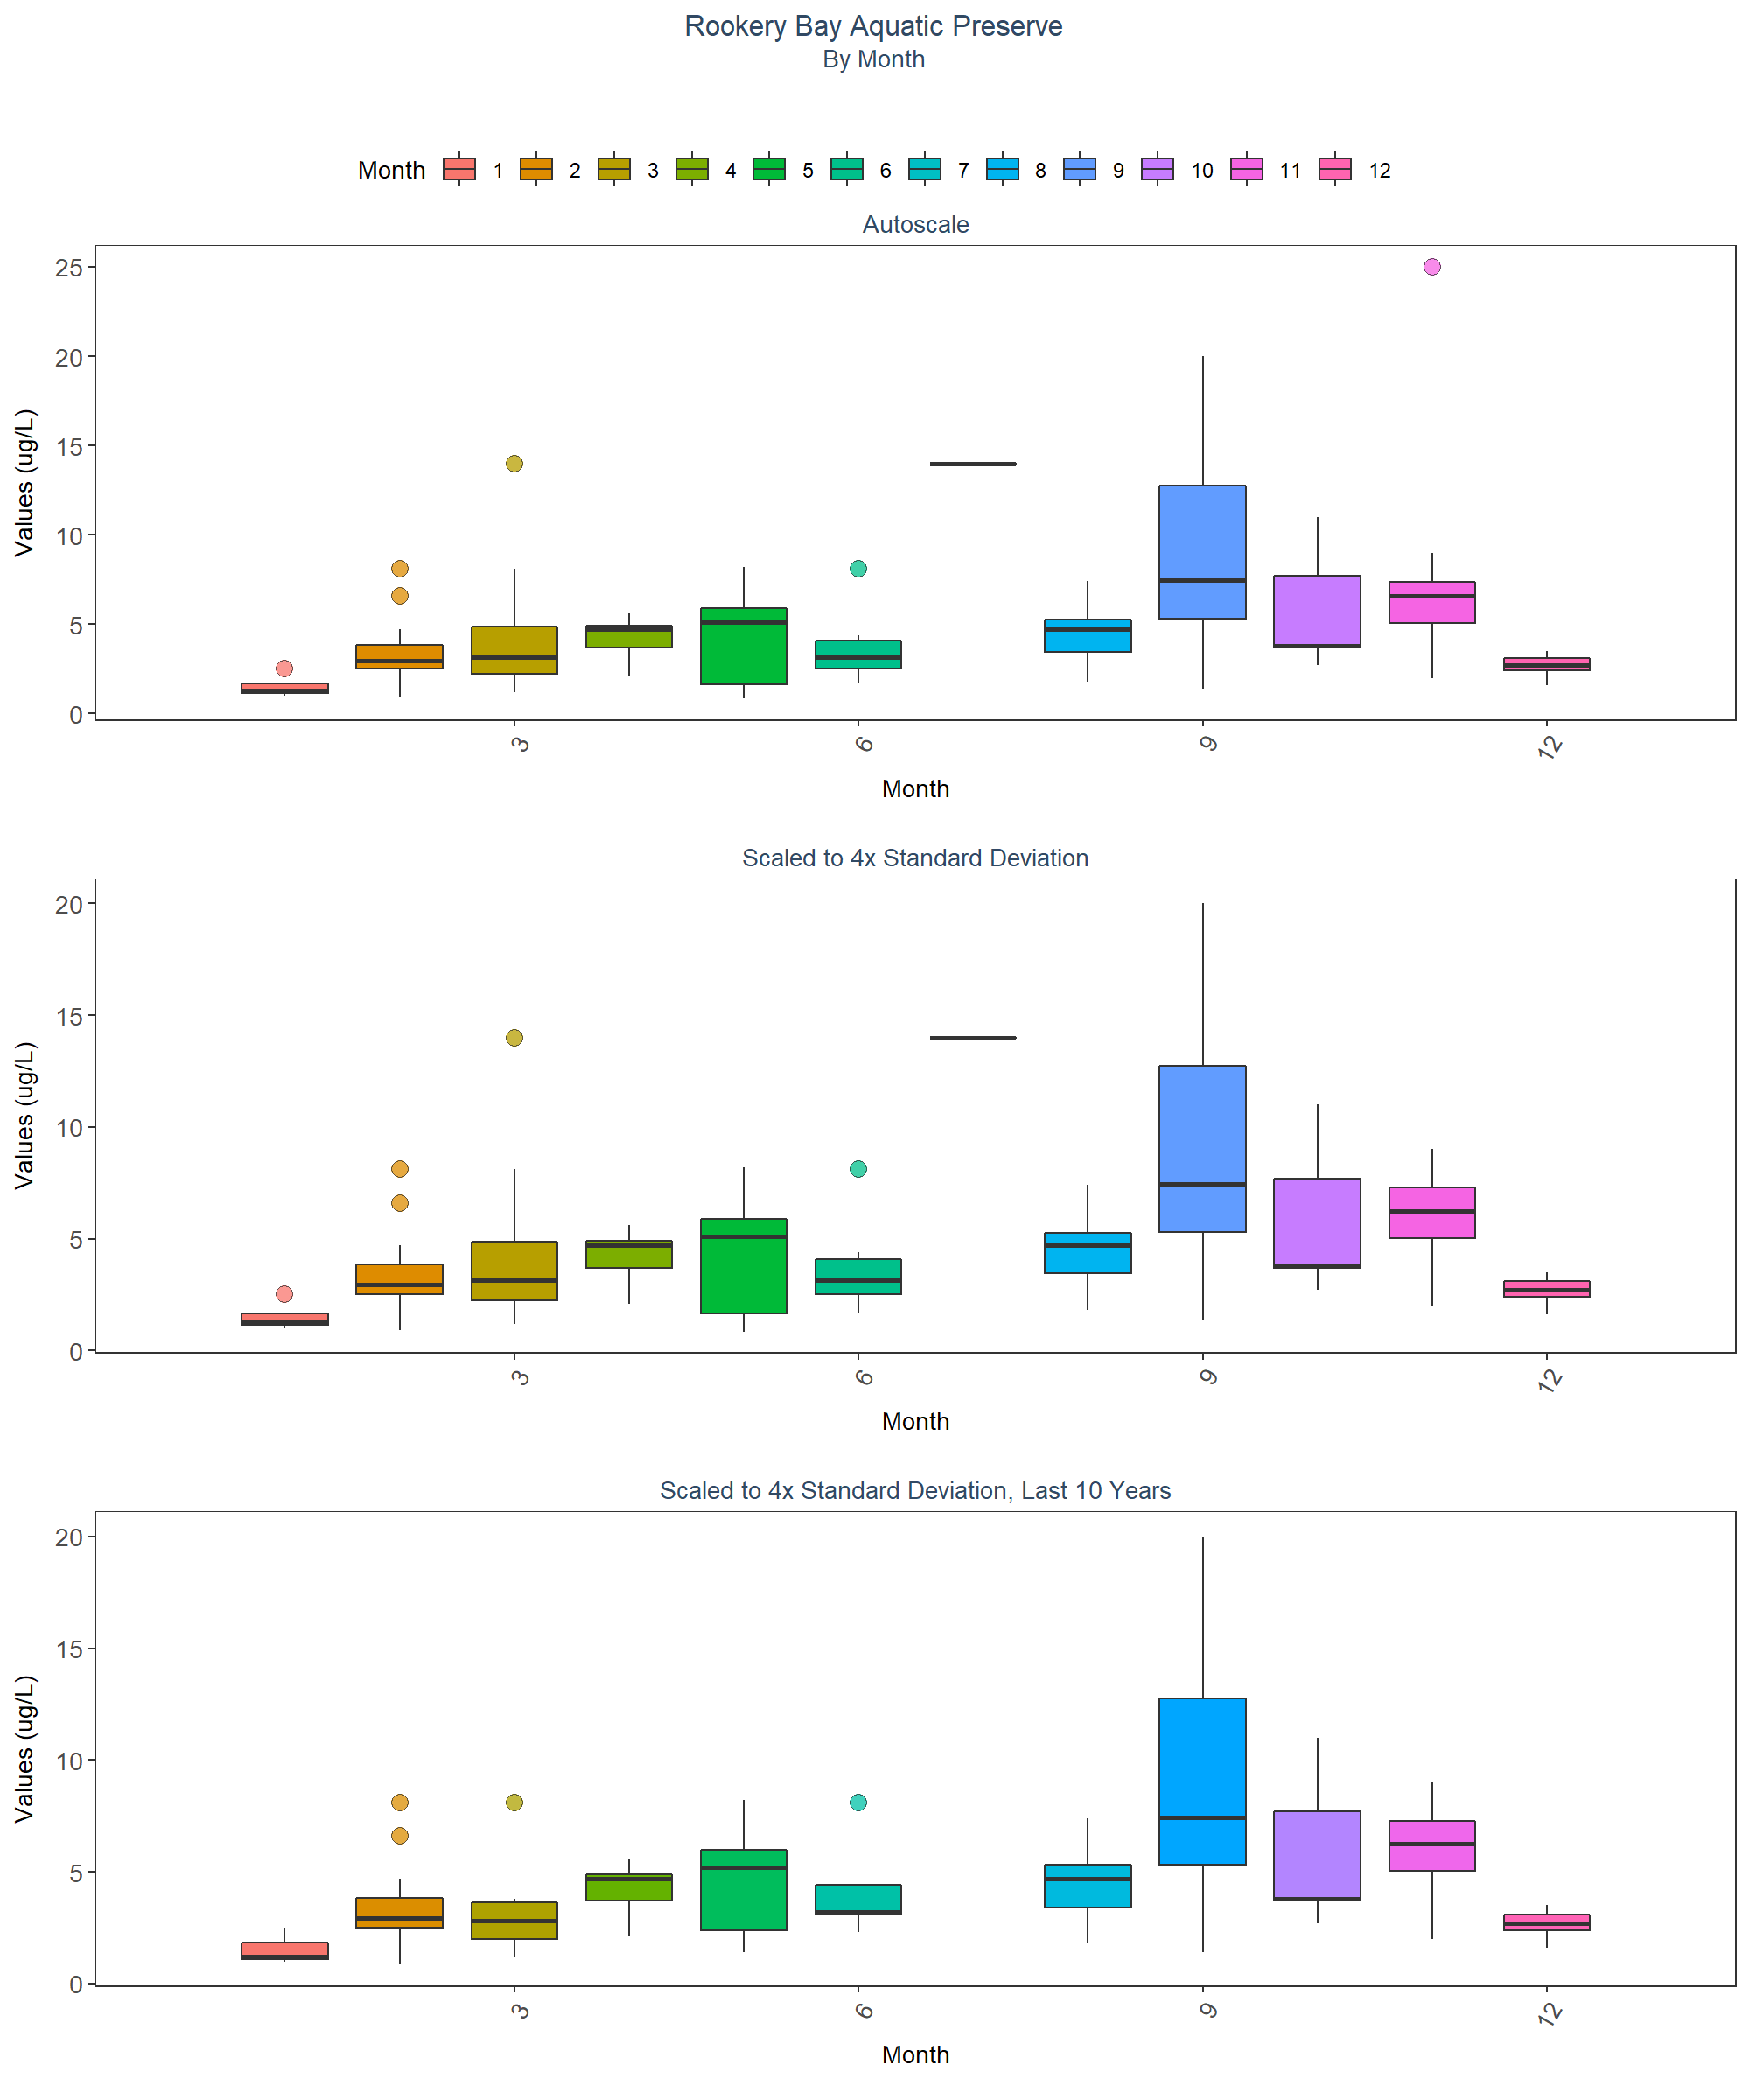 Rookery Bay Aquatic Preserve
By Month
Month 1 2 3 4 5 6 7 8 9 10 11 12
Autoscale
25
20
15
10
5
0
Values (ug/L)
3 6 9 12
Month
Scaled to 4x Standard Deviation
20
15
10
5
0
Values (ug/L)
3 6 9 12
Month
Scaled to 4x Standard Deviation, Last 10 Years
20
15
10
5
0
Values (ug/L)
3 6 9 12
Month